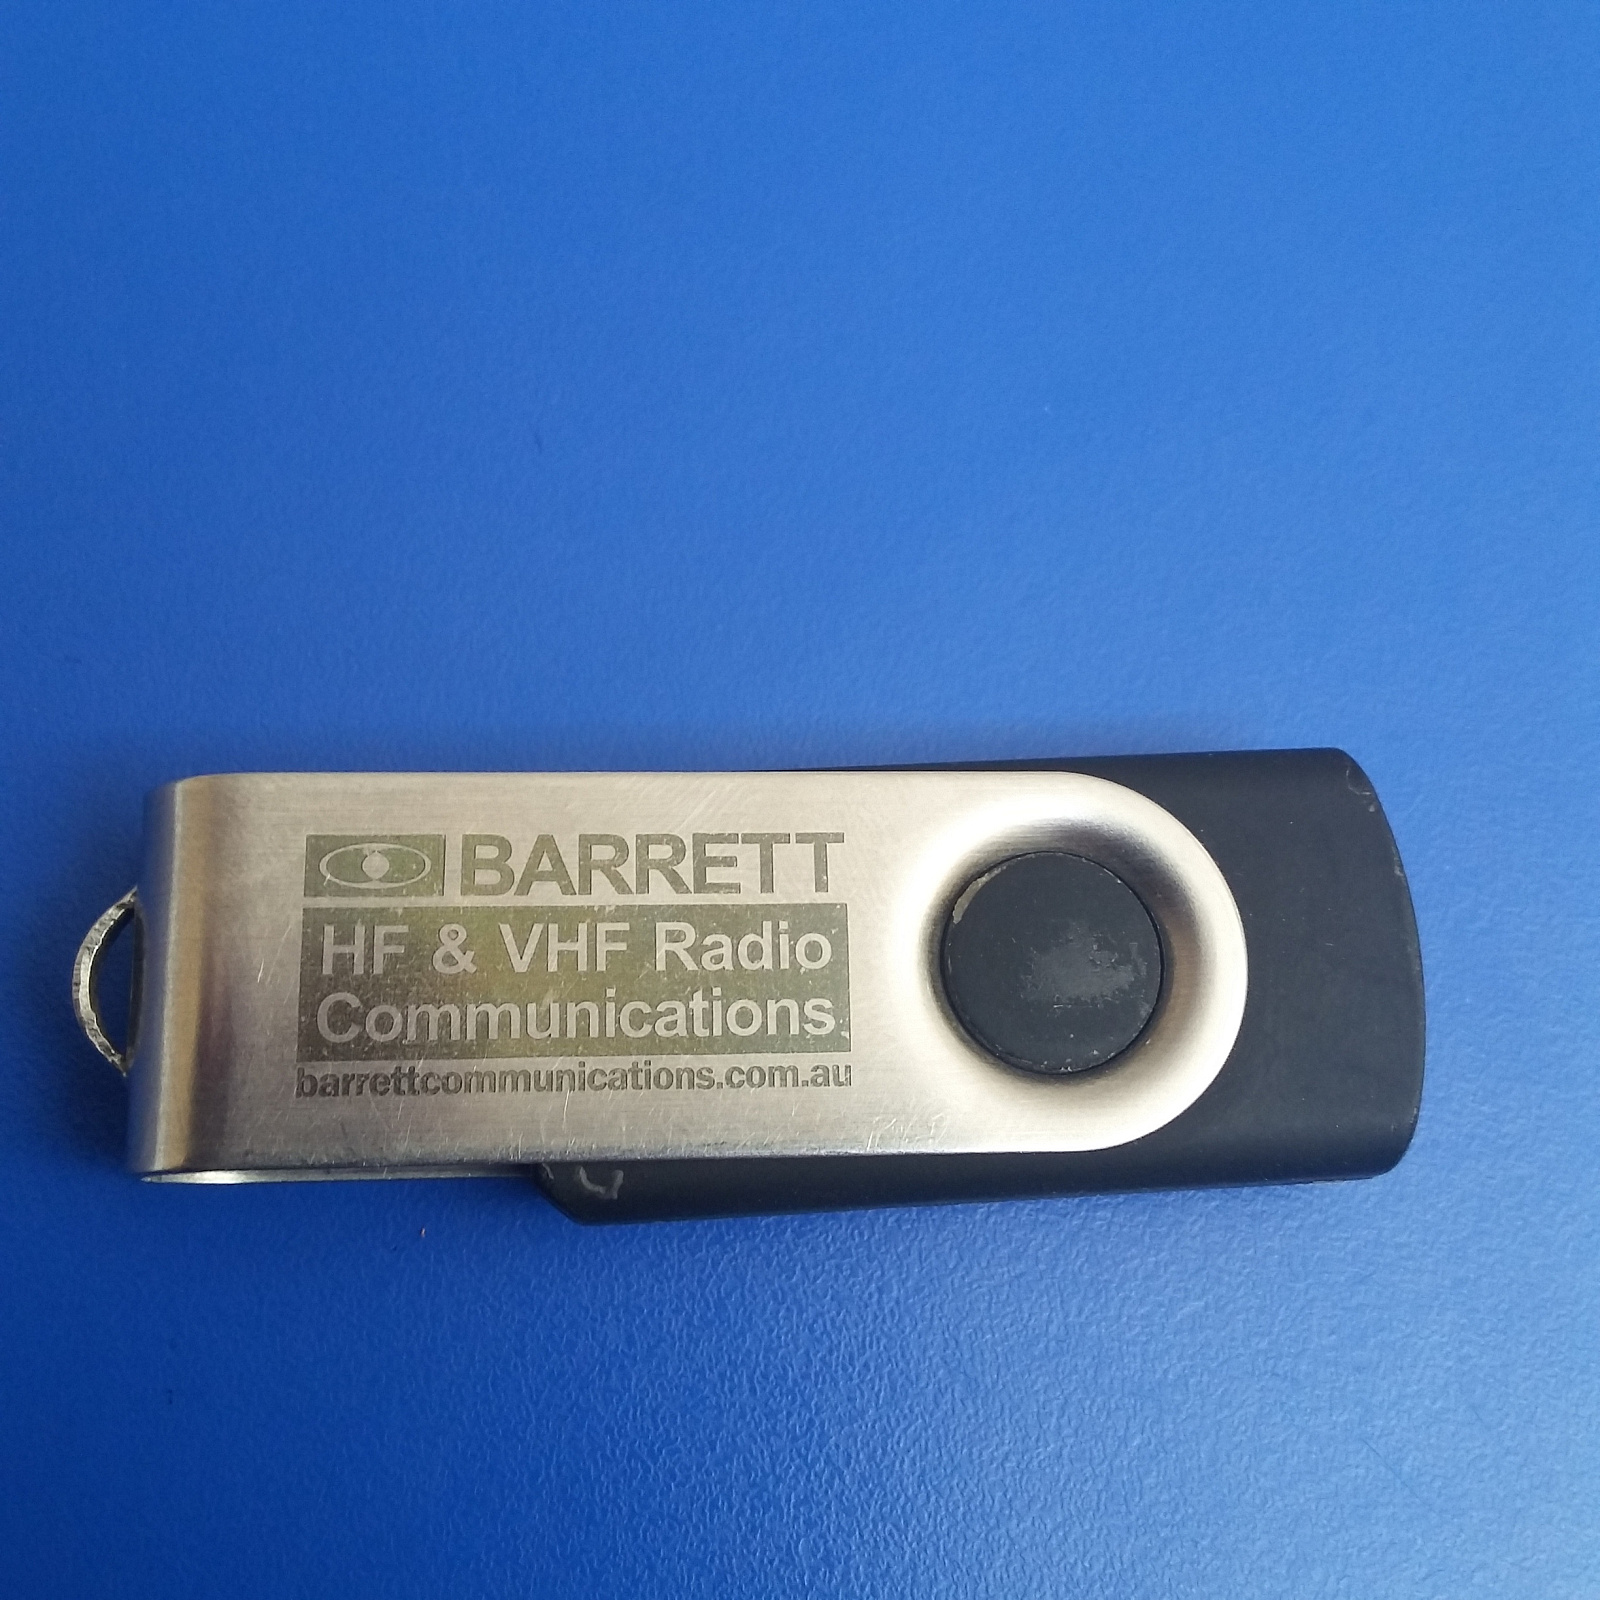 BARRETT
HF & VHF Radio
Communications
barrettcommunications.com.au